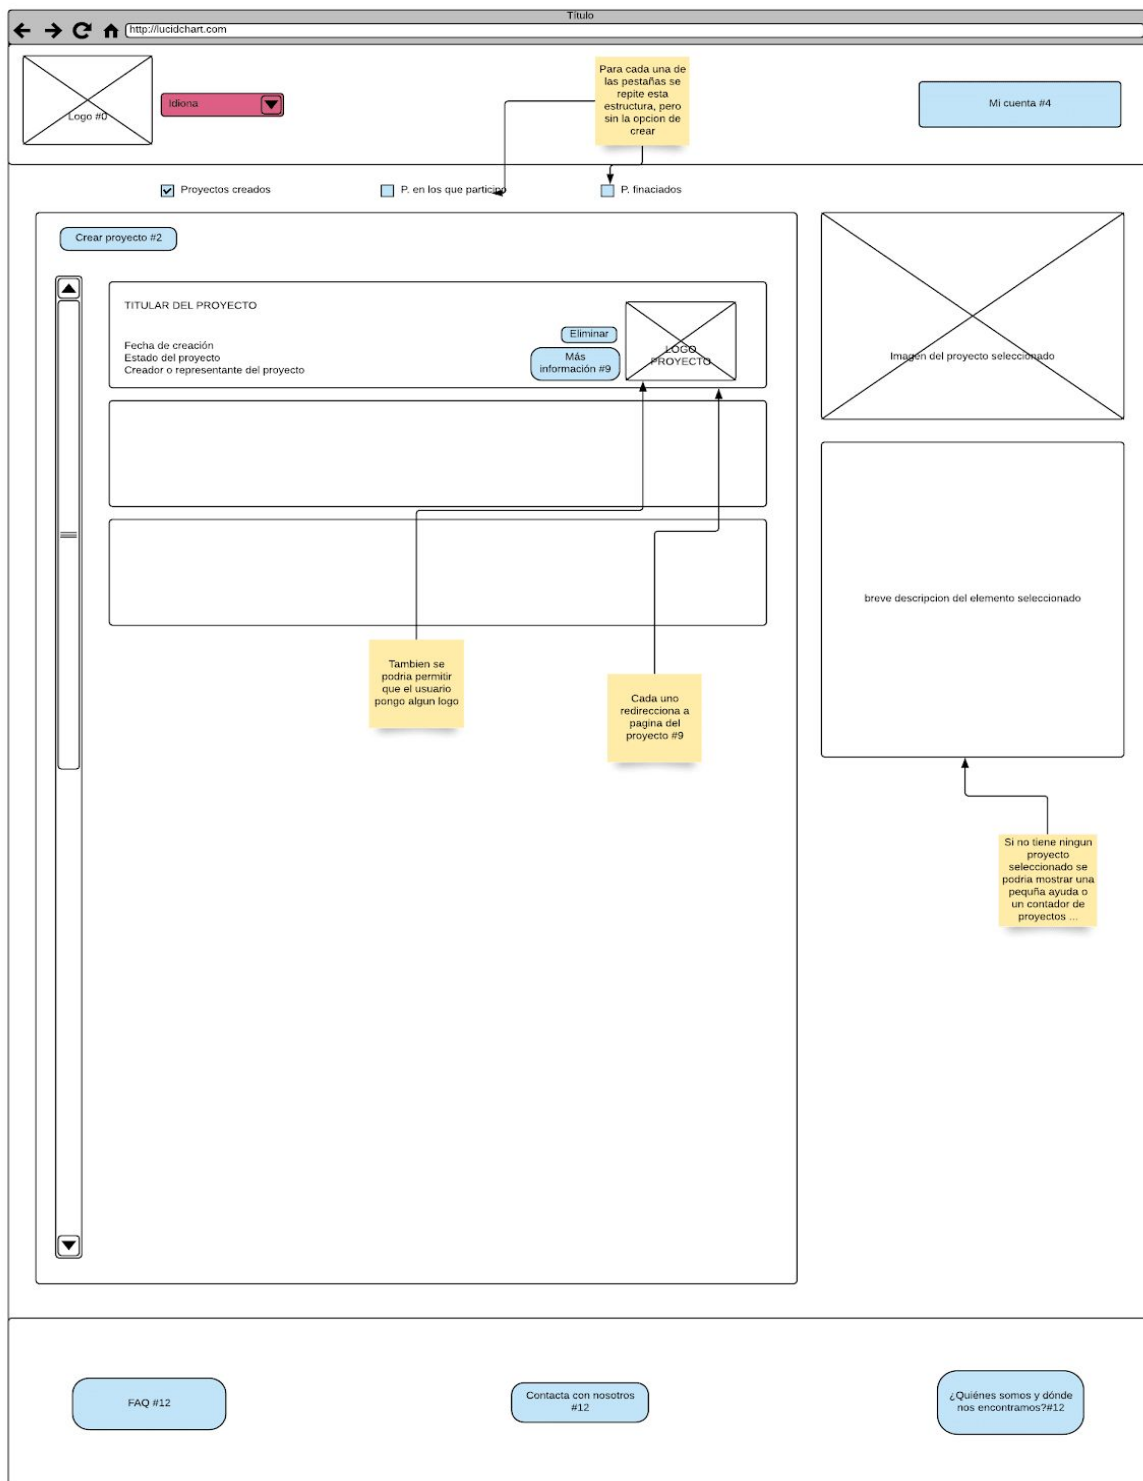 Título
http://lucidchart.com
Logo #0
Idiona
Para cada una de
las pestañas se
repite esta
estructura, pero
sin la opcion de
crear
Mi cuenta #4
Proyectos creados
P. en los que participo
P. finaciados
Crear proyecto #2
TITULAR DEL PROYECTO
Fecha de creación
Estado del proyecto
Creador o representante del proyecto
Eliminar
Más
información #9
LOGO
PROYECTO
Imagen del proyecto seleccionado
breve descripcion del elemento seleccionado
Tambien se
podria permitir
que el usuario
pongo algun logo
Cada uno
redirecciona a
pagina del
proyecto #9
Si no tiene ningun
proyecto
seleccionado se
podria mostrar una
pequña ayuda o
un contador de
proyectos ...
FAQ #12
Contacta con nosotros
#12
¿Quiénes somos y dónde
nos encontramos?#12